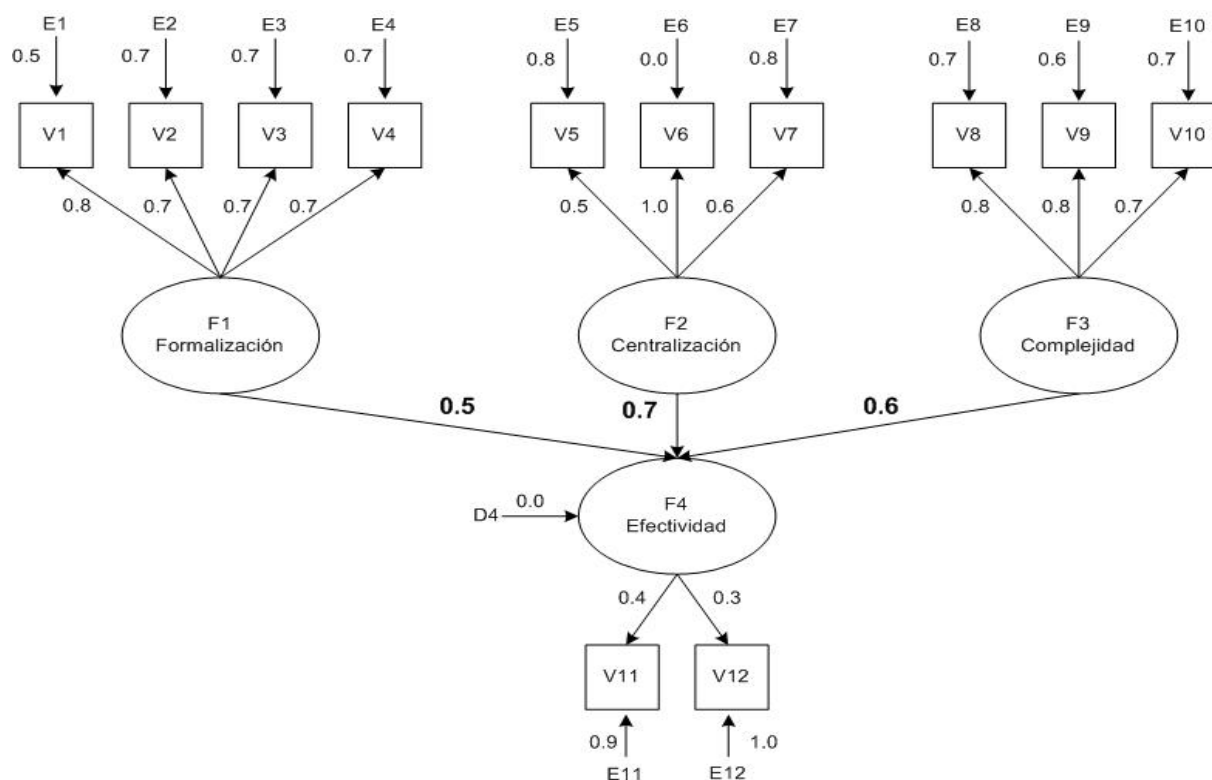 E1 E2 E3 E4 E5 E6 E7 E8 E9 E10
0.5 0.7 0.7 0.7 0.8 0.0 0.8 0.7 0.6 0.7
V1 V2 V3 V4 V5 V6 V7 V8 V9 V10
0.8 0.7 0.7 0.7 0.5 1.0 0.6 0.8 0.8 0.7
F1 F2 F3
Formalización Centralización Complejidad
0.5 0.7 0.6
D4 0.0
F4
Efectividad
0.4 0.3
V11 V12
0.9 1.0
E11 E12